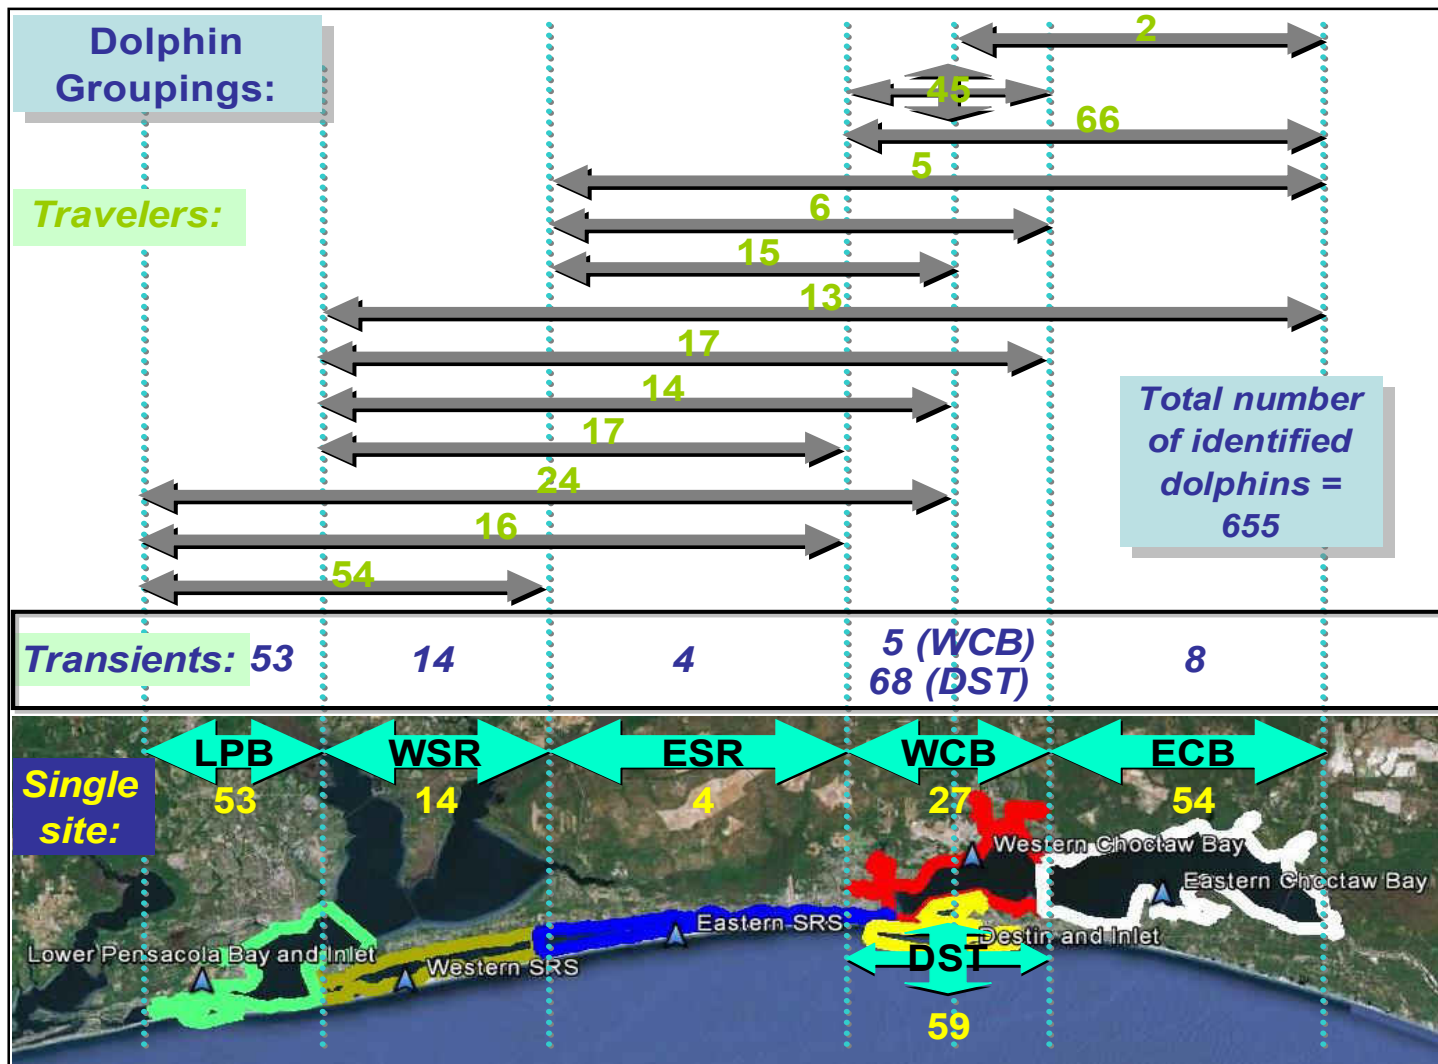 Dolphin
Groupings:
2
45
66
5
Travelers:
6
15
13
17
14
17
24
16
54
Total number
of identified
dolphins =
655
Transients: 53
14
4
5 (WCB)
68 (DST)
8
Single
site:
LPB
WSR
ESR
WCB
ECB
53
14
4
27
54
Western Choctaw Bay
Eastern Choctaw Bay
Eastern SRS
Destin and Inlet
Lower Pensacola Bay and Inlet
Western SRS
DST
59